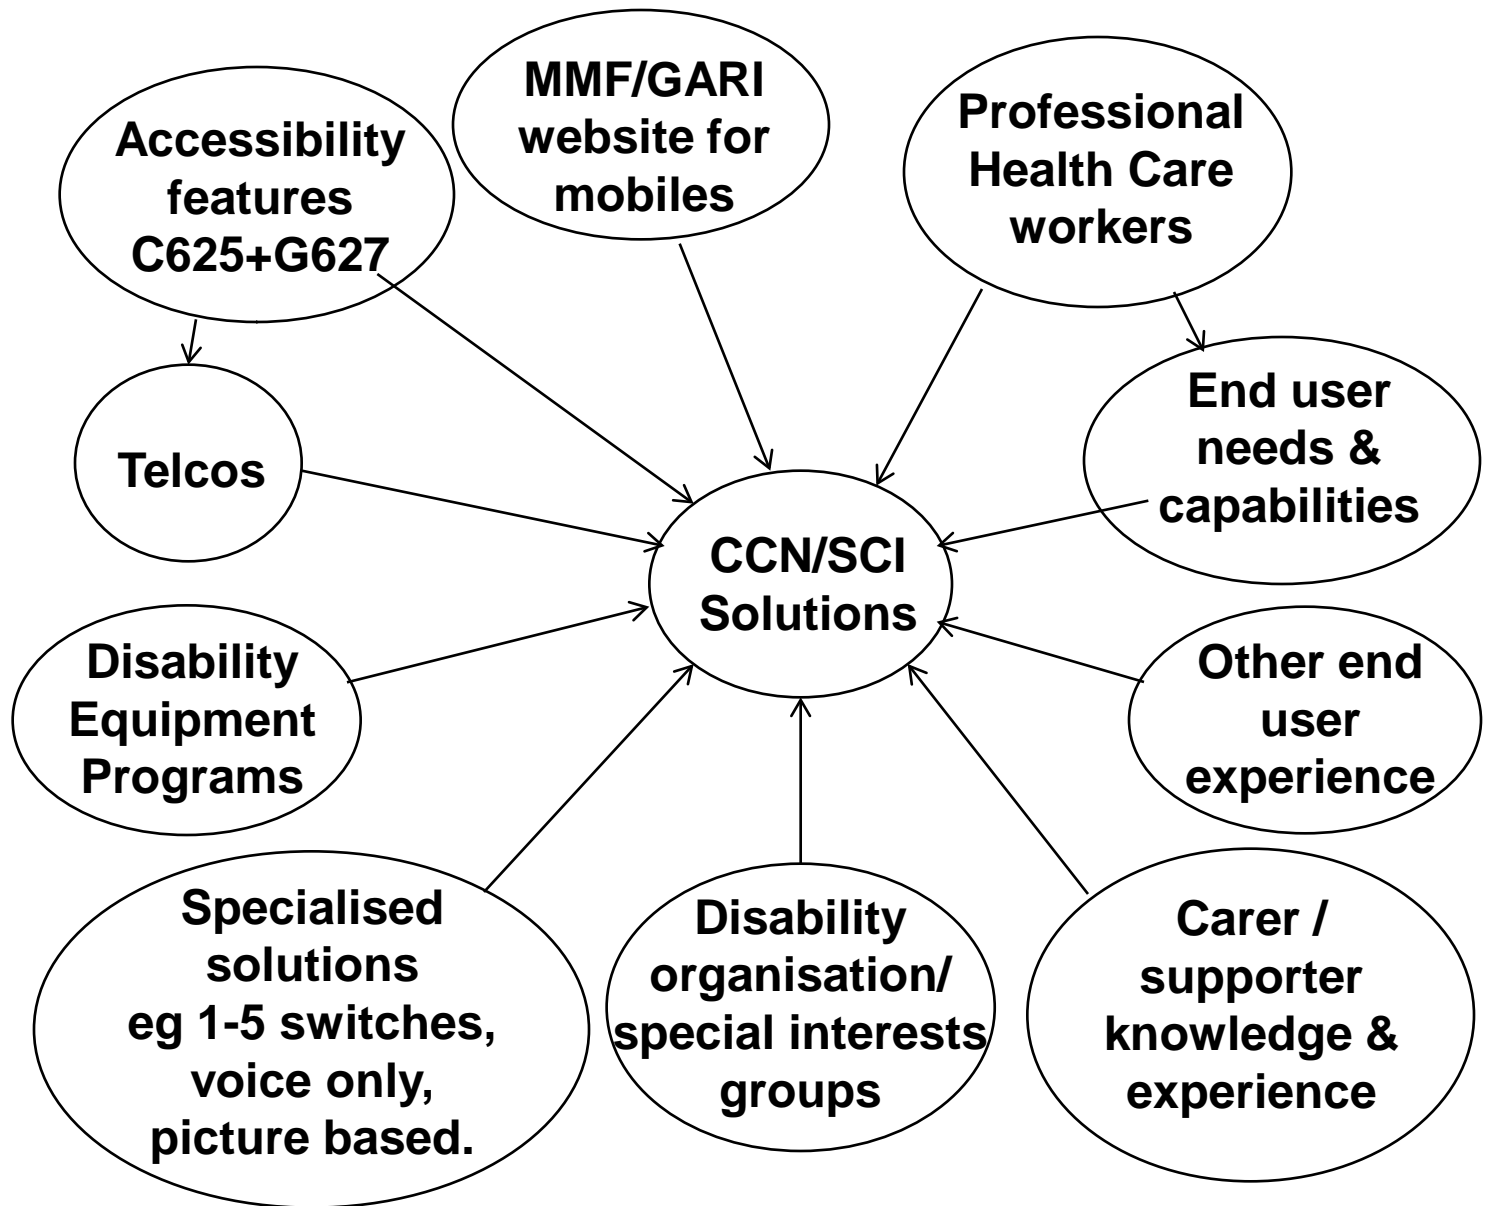 MMF/GARI
website for
mobiles
Accessibility
features
C625+G627
Professional
Health Care
workers
Telcos
End user
needs &
capabilities
CCN/SCI
Solutions
Disability
Equipment
Programs
Other end
user
experience
Specialised
solutions
eg 1-5 switches,
voice only,
picture based.
Disability
organisation/
special interests
groups
Carer /
supporter
knowledge &
experience